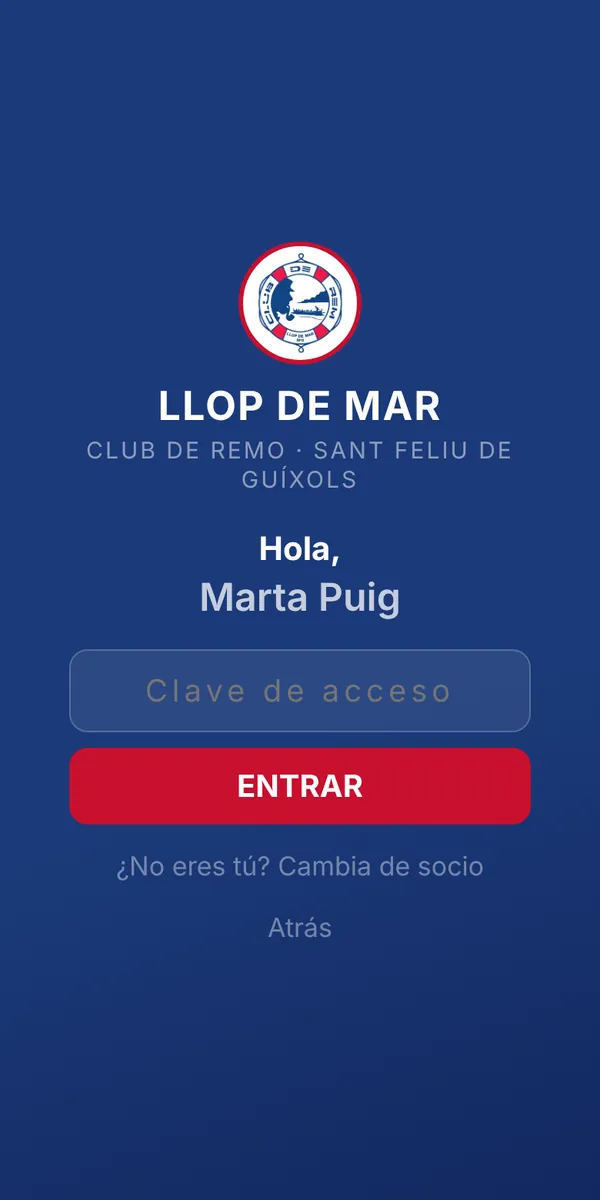 CLUB DE REM
LLOP DE MAR
LLOP DE MAR
CLUB DE REMO · SANT FELIU DE
GUÍXOLS
Hola,
Marta Puig
Clave de acceso
ENTRAR
¿No eres tú? Cambia de socio
Atrás